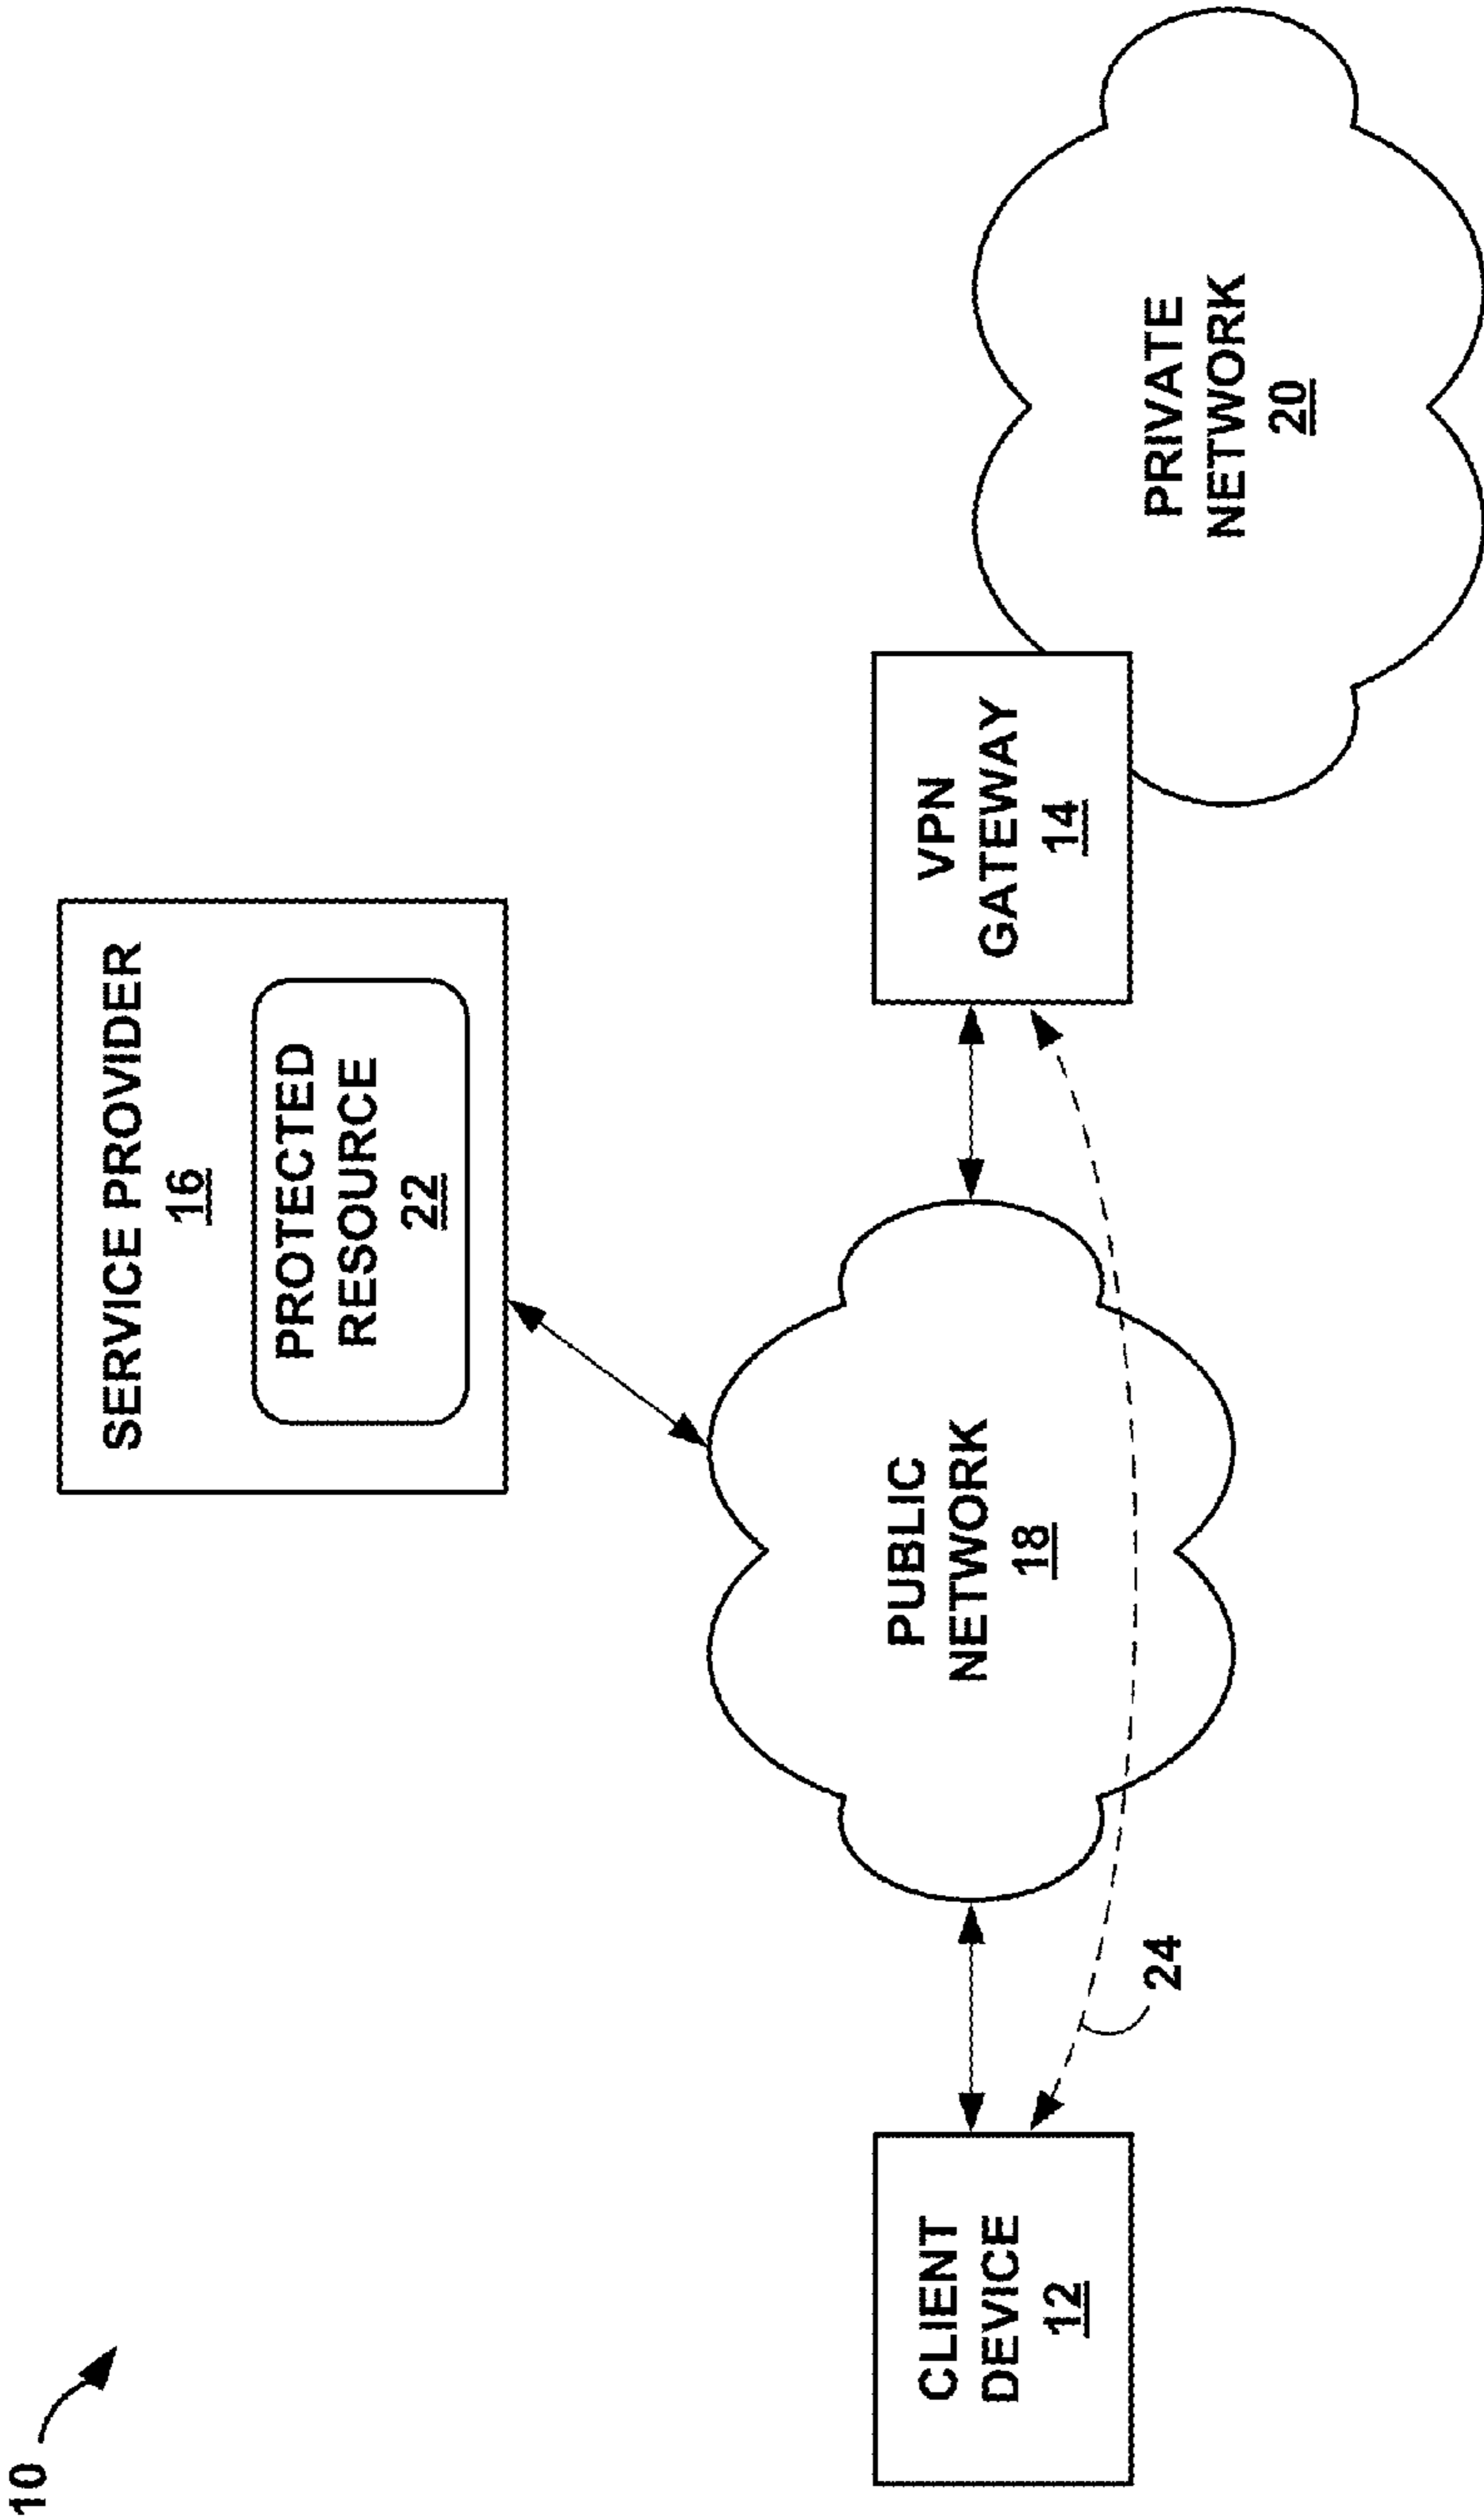 10
SERVICE PROVIDER
16
PROTECTED
RESOURCE
22
CLIENT
DEVICE
12
PUBLIC
NETWORK
18
VPN
GATEWAY
14
PRIVATE
NETWORK
20
24